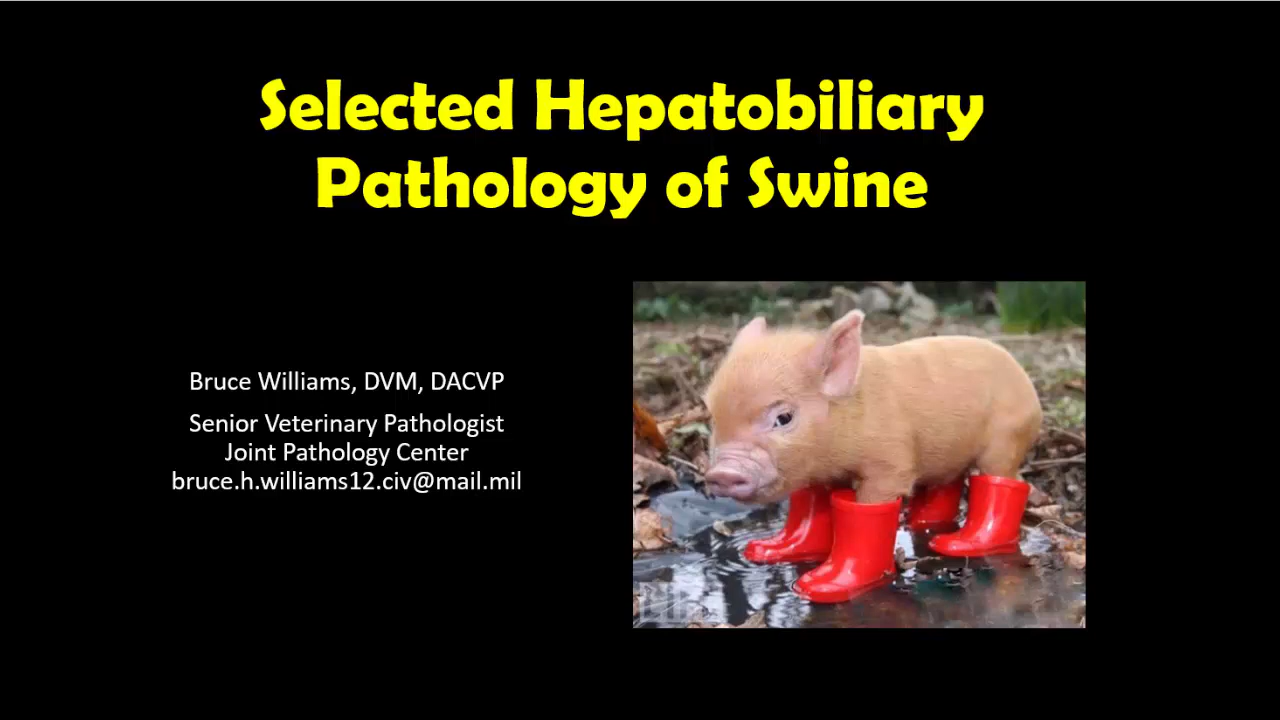 Selected Hepatobiliary
Pathology of Swine
Bruce Williams, DVM, DACVP
Senior Veterinary Pathologist
Joint Pathology Center
bruce.h.williams12.civ@mail.mil